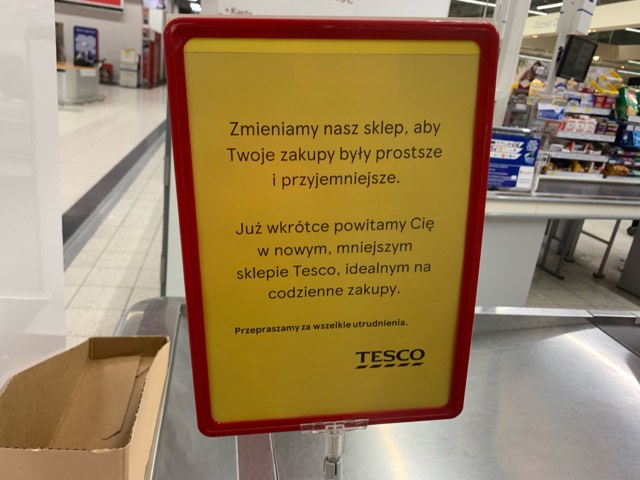 Zmieniamy nasz sklep, aby
Twoje zakupy były prostsze
i przyjemniejsze.
Już wkrótce powitamy Cię
w nowym, mniejszym
sklepie Tesco, idealnym na
codzienne zakupy.
Przepraszamy za wszelkie utrudnienia.
TESCO